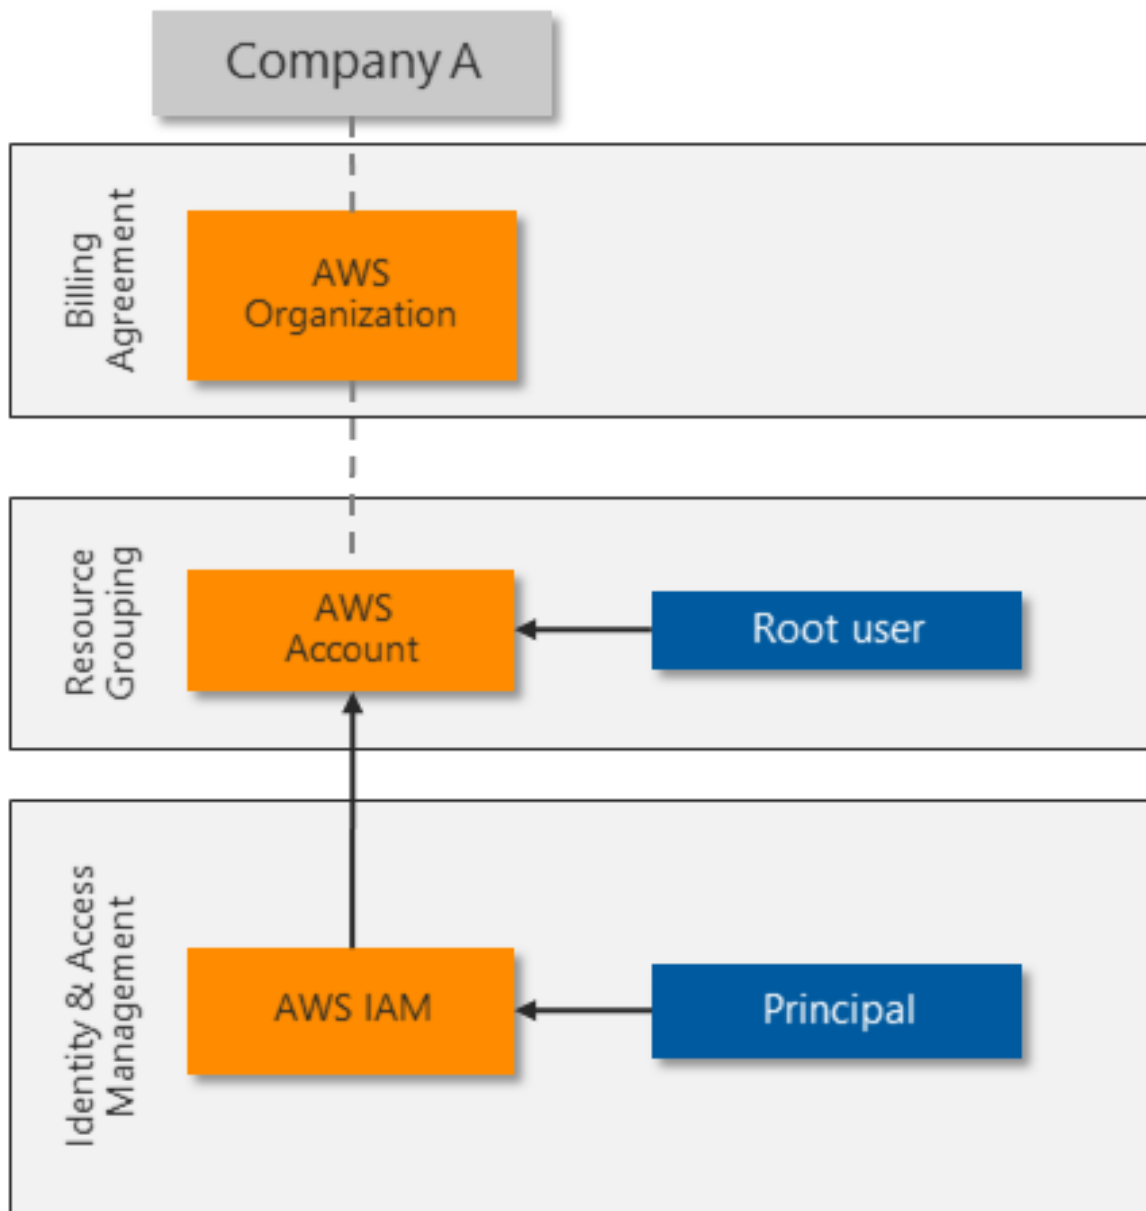 Company A
Billing
Agreement
AWS
Organization
Resource
Grouping
AWS
Account
Root user
Identity & Access
Management
AWS IAM
Principal